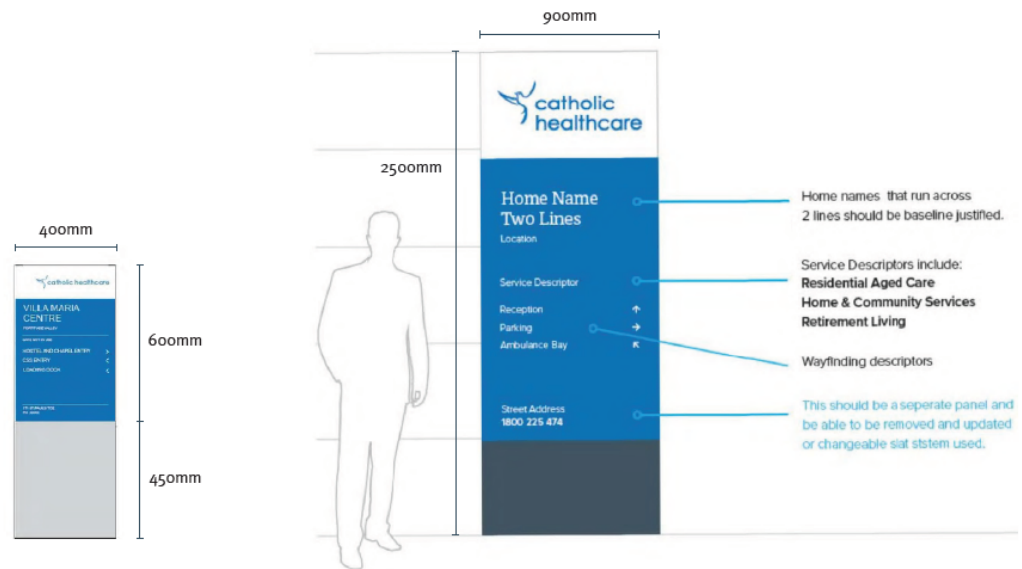 400mm
catholic healthcare
VILLA MARIA
CENTRE
HOSTEL AND CHAPEL ENTRY
CSS ENTRY
LOADING DOCK
600mm
450mm
900mm
2500mm
catholic
healthcare
Home Name
Two Lines
Location
Service Descriptor
Reception
Parking
Ambulance Bay
Street Address
1800 225 474
Home names that run across
2 lines should be baseline justified.
Service Descriptors include:
Residential Aged Care
Home & Community Services
Retirement Living
Wayfinding descriptors
This should be a seperate panel and
be able to be removed and updated
or changeable slat ststem used.